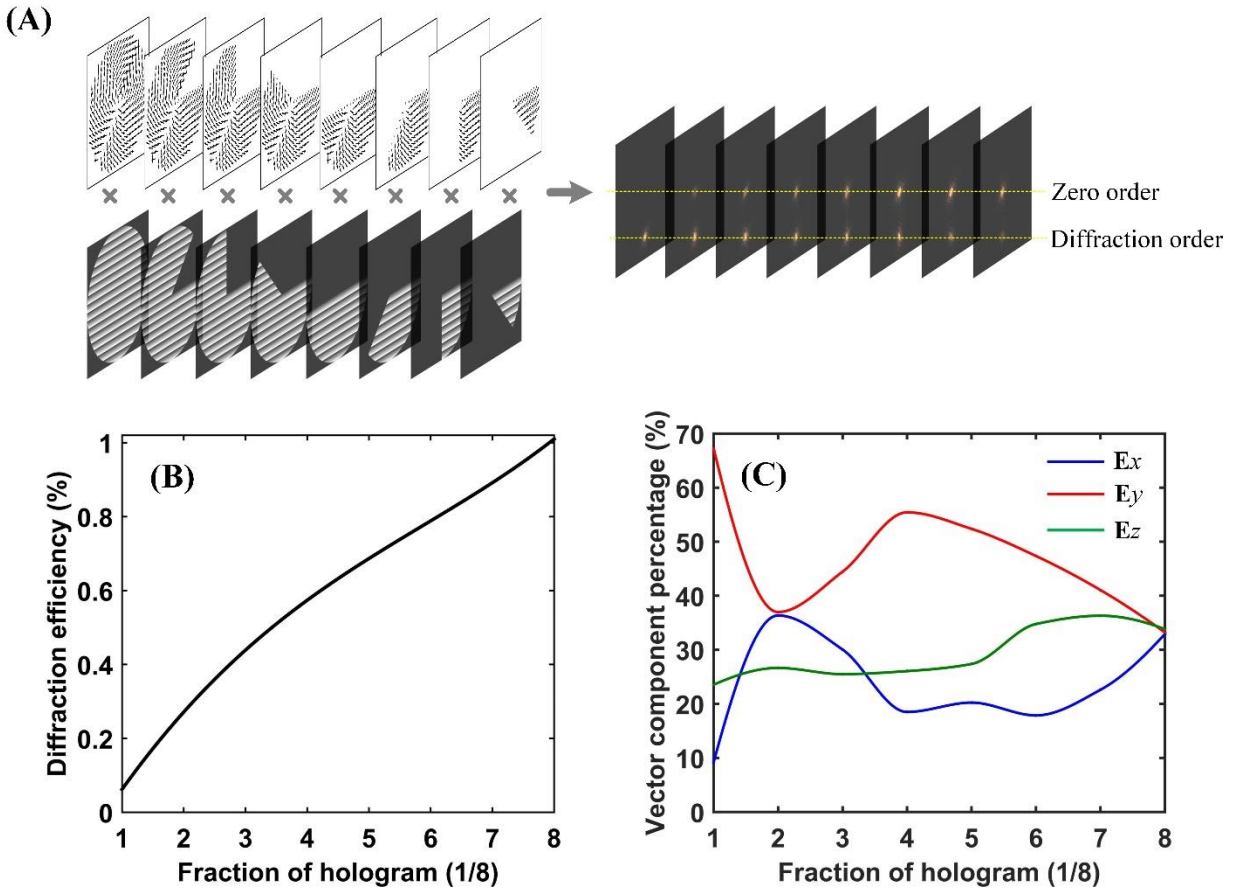 (A)
Zero order
Diffraction order
(B)
Diffraction efficiency (%)
1
0.8
0.6
0.4
0.2
0
1 2 3 4 5 6 7 8
Fraction of hologram (1/8)
(C)
Vector component percentage (%)
70
60
50
40
30
20
10
0
Ex
Ey
Ez
1 2 3 4 5 6 7 8
Fraction of hologram (1/8)